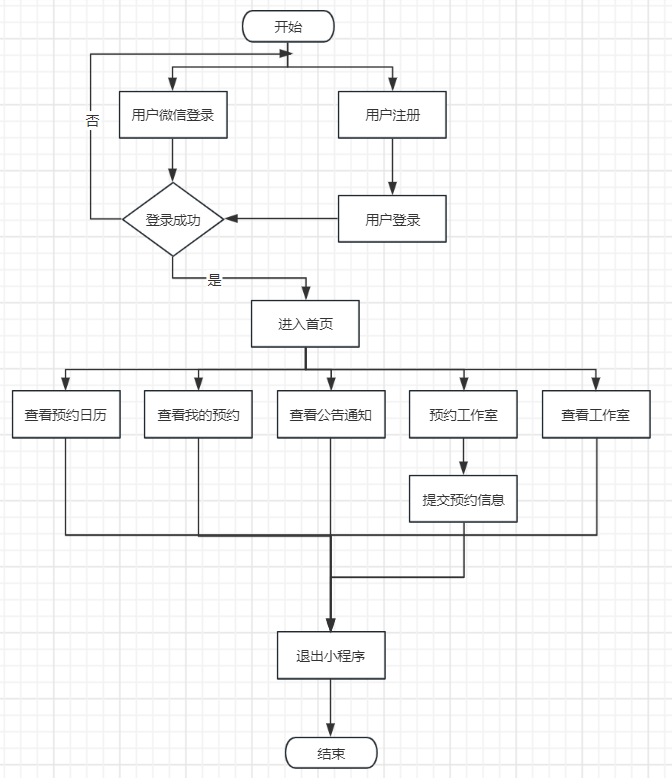 开始
用户微信登录
用户注册
否
登录成功
用户登录
是
进入首页
查看预约日历
查看我的预约
查看公告通知
预约工作室
查看工作室
提交预约信息
退出小程序
结束